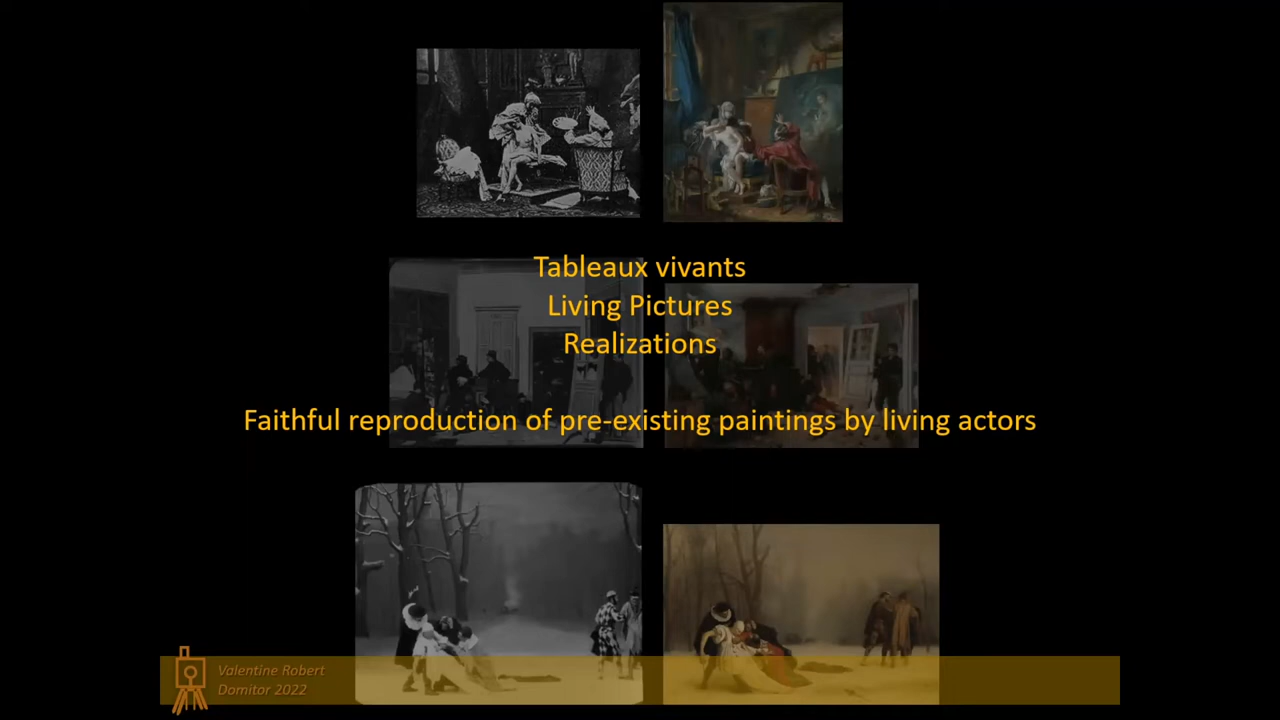 Tableaux vivants
Living Pictures
Realizations
Faithful reproduction of pre-existing paintings by living actors
Valentine Robert
Domitor 2022